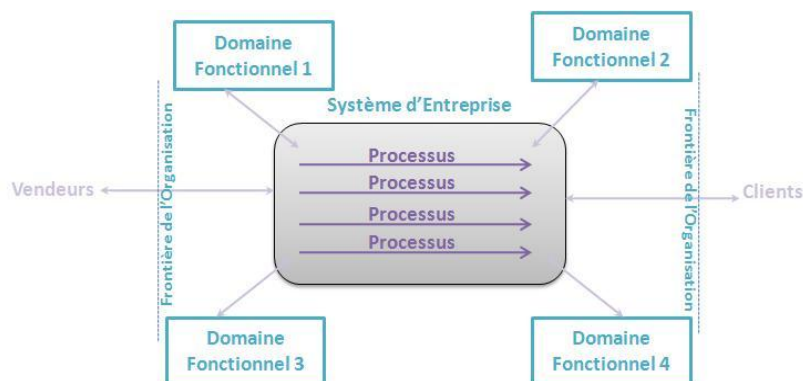 Domaine
Fonctionnel 1
Domaine
Fonctionnel 2
Système d'Entreprise
Frontière de l'Organisation
Frontière de l'Organisation
Processus
Processus
Processus
Processus
Vendeurs
Clients
Domaine
Fonctionnel 3
Domaine
Fonctionnel 4